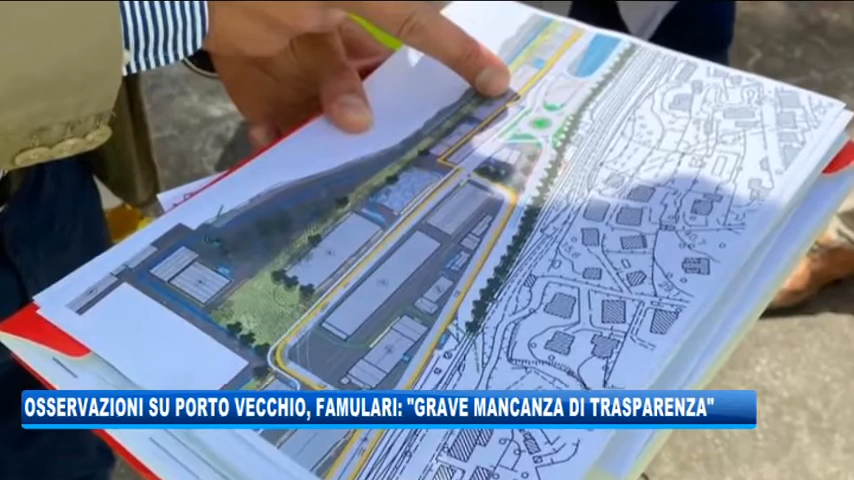 OSSERVAZIONI SU PORTO VECCHIO, FAMULARI: "GRAVE MANCANZA DI TRASPARENZA"